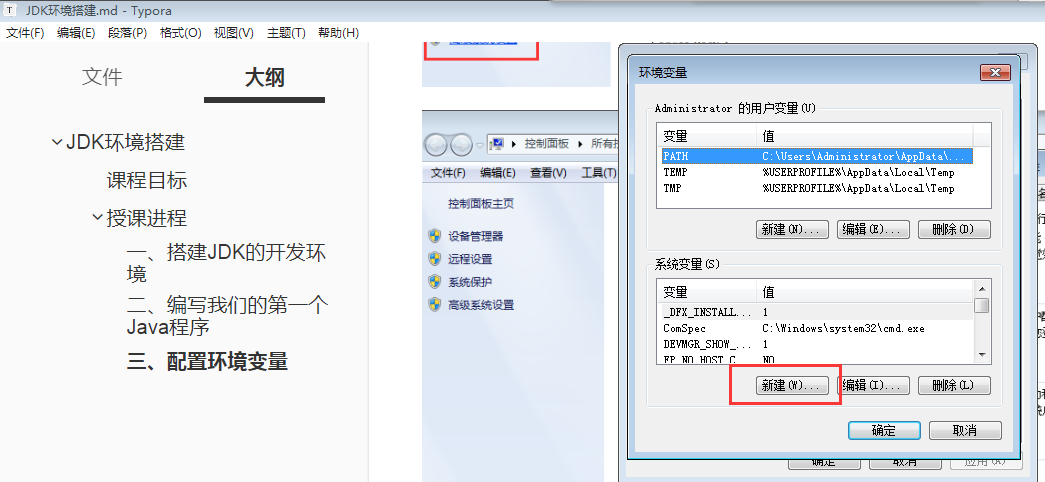 JDK环境搭建.md - Typora
文件(F) 编辑(E) 段落(P) 格式(O) 视图(V) 主题(T) 帮助(H)
文件 大纲
JDK环境搭建
课程目标
授课进程
一、搭建JDK的开发环
境
二、编写我们的第一个
Java程序
三、配置环境变量
控制面板 所有
文件(F) 编辑(E) 查看(V) 工具(T)
控制面板主页
设备管理器
远程设置
系统保护
高级系统设置
环境变量
Administrator 的用户变量(U)
变量 值
PATH C:\Users\Administrator\AppData\...
TEMP %USERPROFILE%\AppData\Local\Temp
TMP %USERPROFILE%\AppData\Local\Temp
新建(N)... 编辑(E)... 删除(D)
系统变量(S)
变量 值
_DFX_INSTALL... 1
ComSpec C:\Windows\system32\cmd.exe
DEVMGR_SHOW_... 1
FP_NO_HOST_C... NO
新建(W)... 编辑(I)... 删除(L)
确定 取消
确定 取消 应用(A)